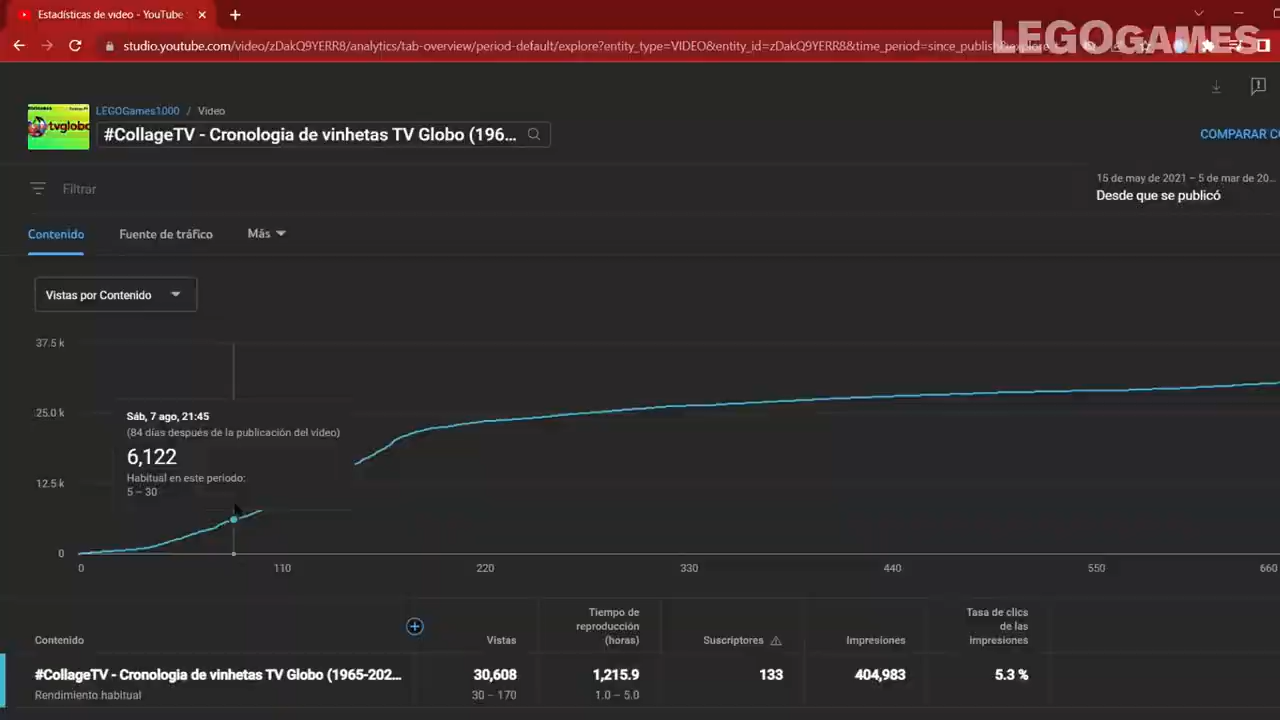 Estadísticas de video - YouTube
LEGOGAMES
studio.youtube.com/video/zDakQ9YERR8/analytics/tab-overview/period-default/explore?entity_type=VIDEO&entity_id=zDakQ9YERR8&time_period=since_publish
tvglobo
LEGOGames1000 / Video
#CollageTV - Cronologia de vinhetas TV Globo (196...
COMPARAR CO
15 de may de 2021 – 5 de mar de 20...
Filtrar
Desde que se publicó
Contenido Fuente de tráfico Más
Vistas por Contenido
37.5 k
25.0 k
12.5 k
0
Sáb, 7 ago, 21:45
(84 días después de la publicación del video)
6,122
Habitual en este periodo:
5 – 30
0 110 220 330 440 550 660
Contenido
Vistas
Tiempo de
reproducción
(horas)
Suscriptores
Impresiones
Tasa de clics
de las
impresiones
#CollageTV - Cronologia de vinhetas TV Globo (1965-202... 30,608 1,215.9 133 404,983 5.3 %
Rendimiento habitual 30 – 170 1.0 – 5.0